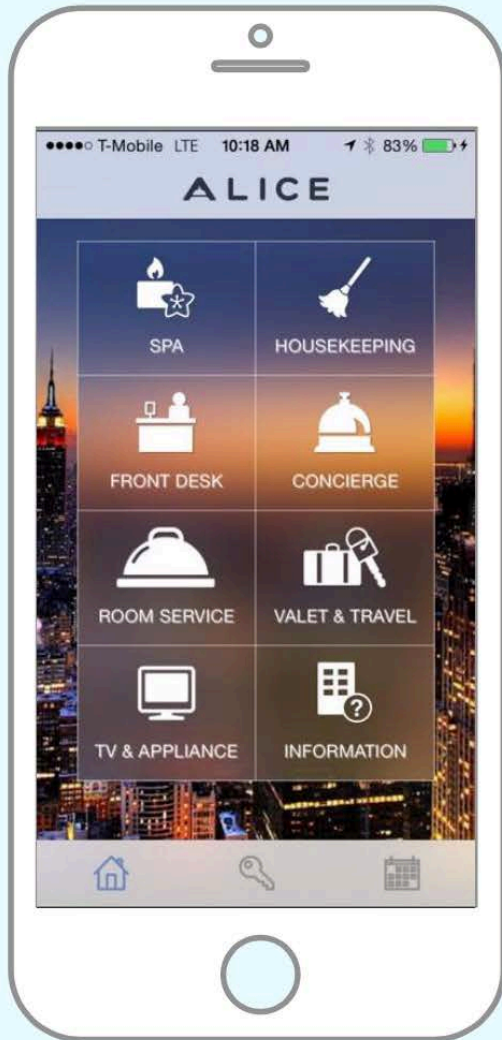 ●●●●○ T-Mobile LTE 10:18 AM 83%
ALICE
SPA HOUSEKEEPING
FRONT DESK CONCIERGE
ROOM SERVICE VALET & TRAVEL
TV & APPLIANCE INFORMATION